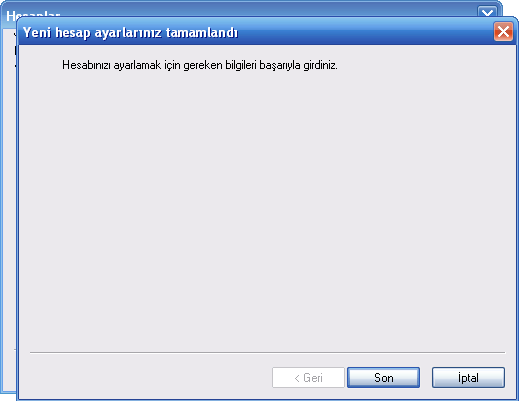 Hesaplar
Yeni hesap ayarlarınız tamamlandı
Hesabınızı ayarlamak için gereken bilgileri başarıyla girdiniz.
< Geri
Son
İptal